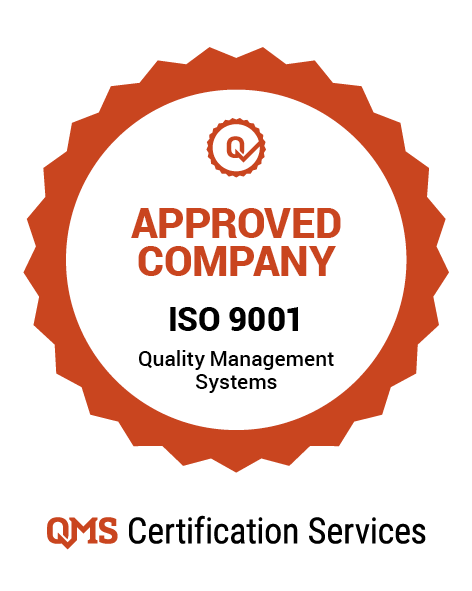 Q
APPROVED
COMPANY
ISO 9001
Quality Management
Systems
QMS Certification Services